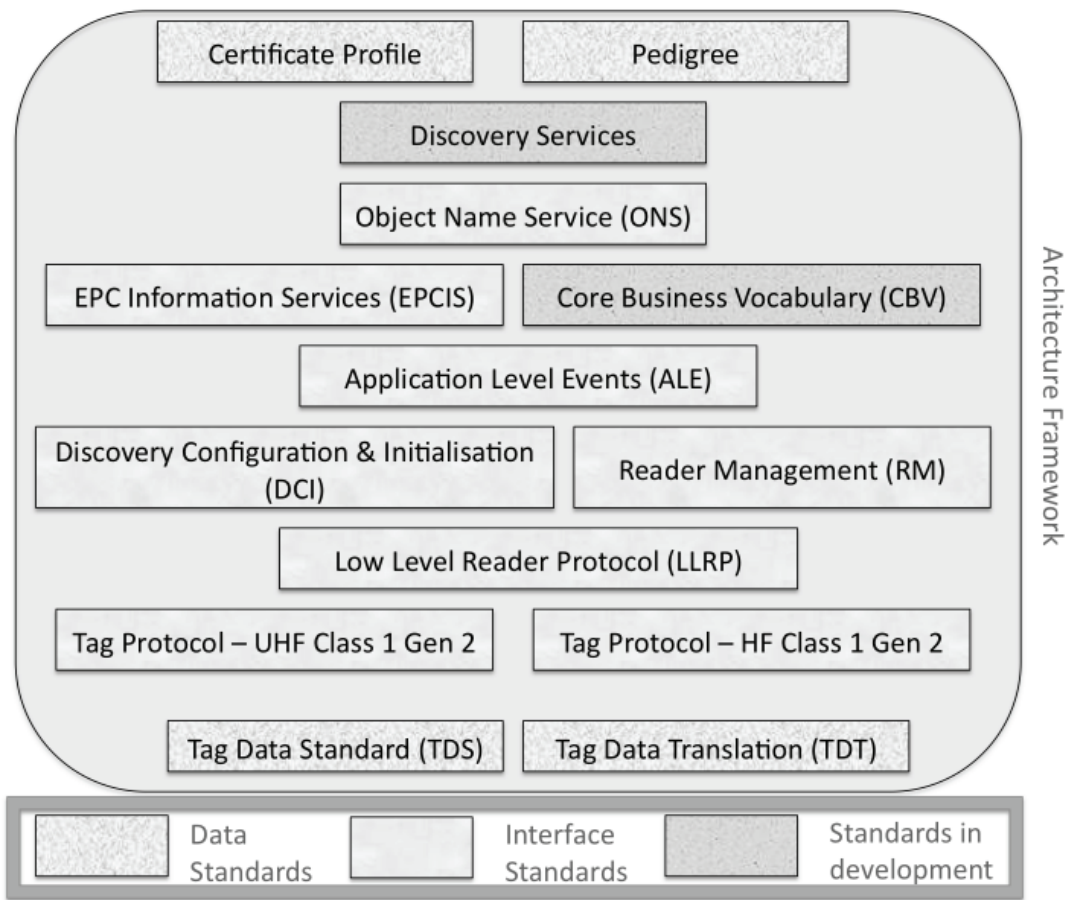 Certificate Profile
Pedigree
Discovery Services
Object Name Service (ONS)
EPC Information Services (EPCIS)
Core Business Vocabulary (CBV)
Application Level Events (ALE)
Discovery Configuration & Initialisation
(DCI)
Reader Management (RM)
Low Level Reader Protocol (LLRP)
Tag Protocol – UHF Class 1 Gen 2
Tag Protocol – HF Class 1 Gen 2
Tag Data Standard (TDS)
Tag Data Translation (TDT)
Architecture Framework
Data
Standards
Interface
Standards
Standards in
development